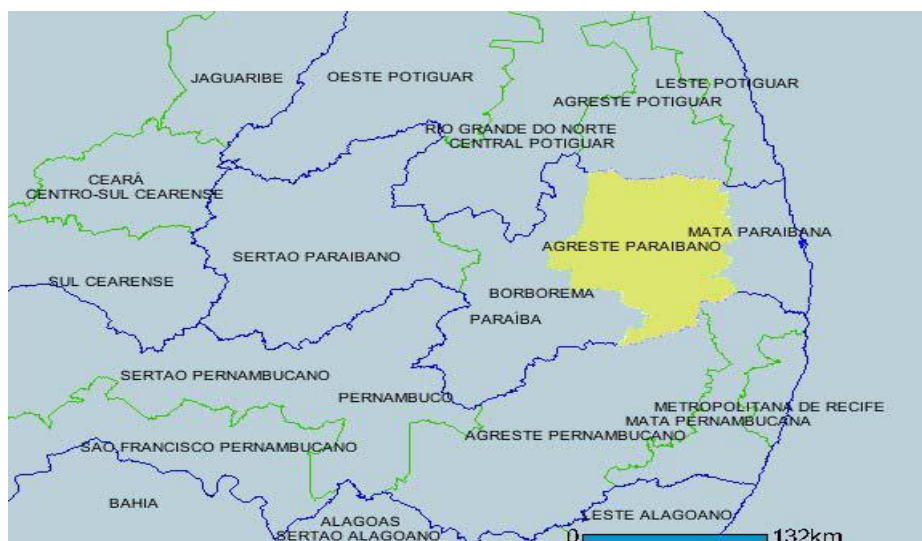 JAGUARIBE
OESTE POTIGUAR
LESTE POTIGUAR
AGRESTE POTIGUAR
RIO GRANDE DO NORTE
CENTRAL POTIGUAR
CEARÁ
CENTRO-SUL CEARENSE
MATA PARAIBANA
AGRESTE PARAIBANO
SERTAO PARAIBANO
SUL CEARENSE
BORBOREMA
PARAÍBA
SERTAO PERNAMBUCANO
PERNAMBUCO
METROPOLITANA DE RECIFE
MATA PERNAMBUCANA
AGRESTE PERNAMBUCANO
SAO FRANCISCO PERNAMBUCANO
BAHIA
LESTE ALAGOANO
ALAGOAS
SERTAO ALAGOANO
0 132km